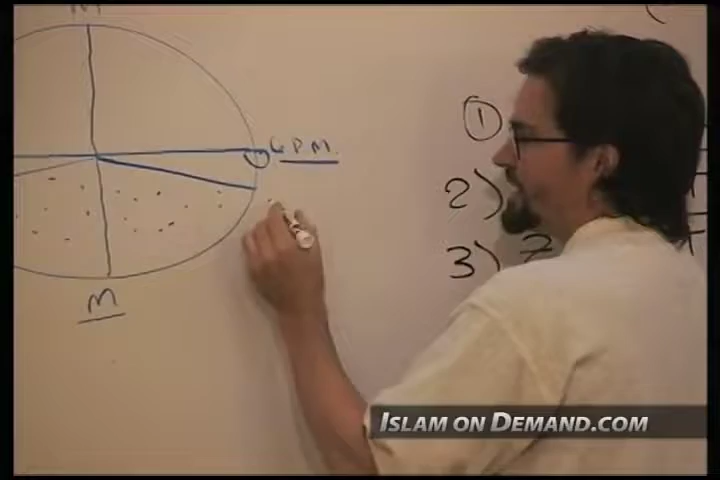 M
6 P M.
M
①
2)
3)
ISLAM ON DEMAND.COM